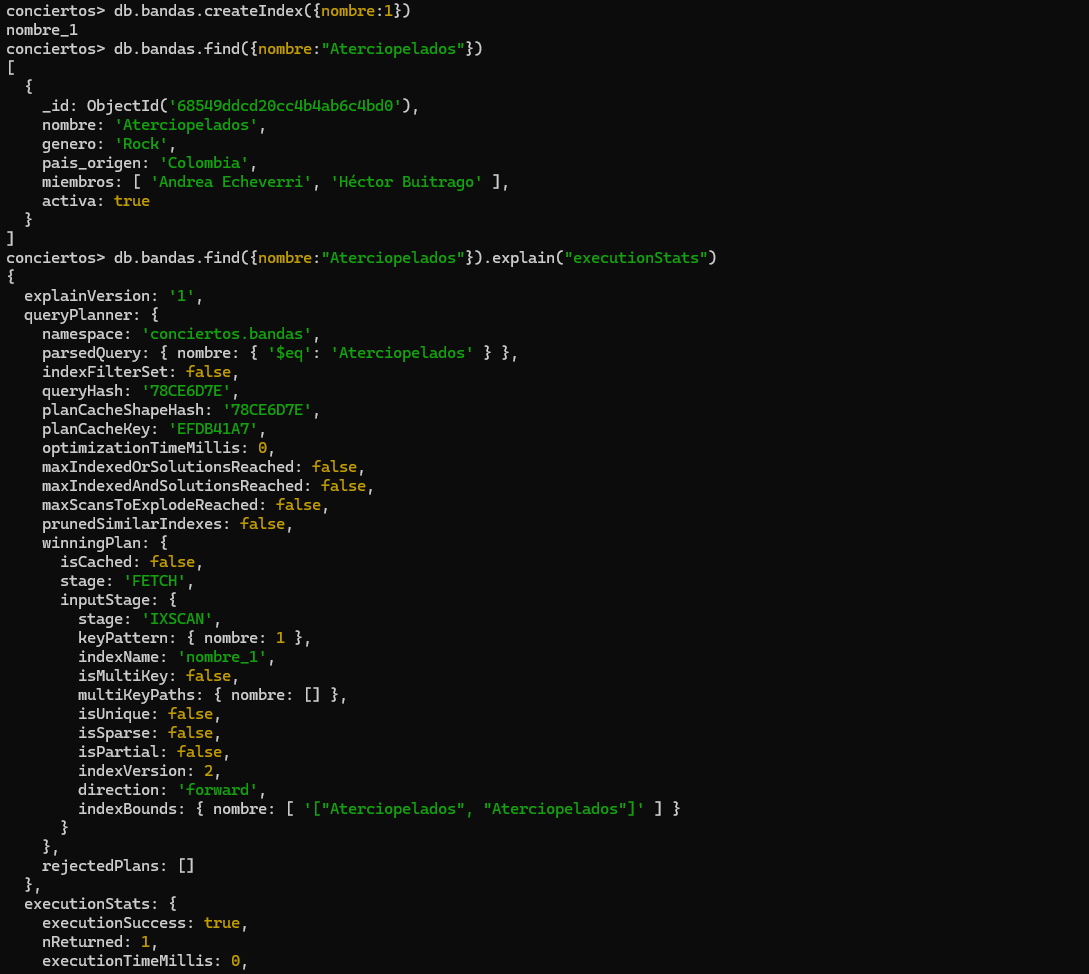 conciertos> db.bandas.createIndex({nombre:1})
nombre_1
conciertos> db.bandas.find({nombre:"Aterciopelados"})
[
  {
    _id: ObjectId('68549ddcd20cc4b4ab6c4bd0'),
    nombre: 'Aterciopelados',
    genero: 'Rock',
    pais_origen: 'Colombia',
    miembros: [ 'Andrea Echeverri', 'Héctor Buitrago' ],
    activa: true
  }
]
conciertos> db.bandas.find({nombre:"Aterciopelados"}).explain("executionStats")
{
  explainVersion: '1',
  queryPlanner: {
    namespace: 'conciertos.bandas',
    parsedQuery: { nombre: { '$eq': 'Aterciopelados' } },
    indexFilterSet: false,
    queryHash: '78CE6D7E',
    planCacheShapeHash: '78CE6D7E',
    planCacheKey: 'EFDB41A7',
    optimizationTimeMillis: 0,
    maxIndexedOrSolutionsReached: false,
    maxIndexedAndSolutionsReached: false,
    maxScansToExplodeReached: false,
    prunedSimilarIndexes: false,
    winningPlan: {
      isCached: false,
      stage: 'FETCH',
      inputStage: {
        stage: 'IXSCAN',
        keyPattern: { nombre: 1 },
        indexName: 'nombre_1',
        isMultiKey: false,
        multiKeyPaths: { nombre: [] },
        isUnique: false,
        isSparse: false,
        isPartial: false,
        indexVersion: 2,
        direction: 'forward',
        indexBounds: { nombre: [ '["Aterciopelados", "Aterciopelados"]' ] }
      }
    },
    rejectedPlans: []
  },
  executionStats: {
    executionSuccess: true,
    nReturned: 1,
    executionTimeMillis: 0,